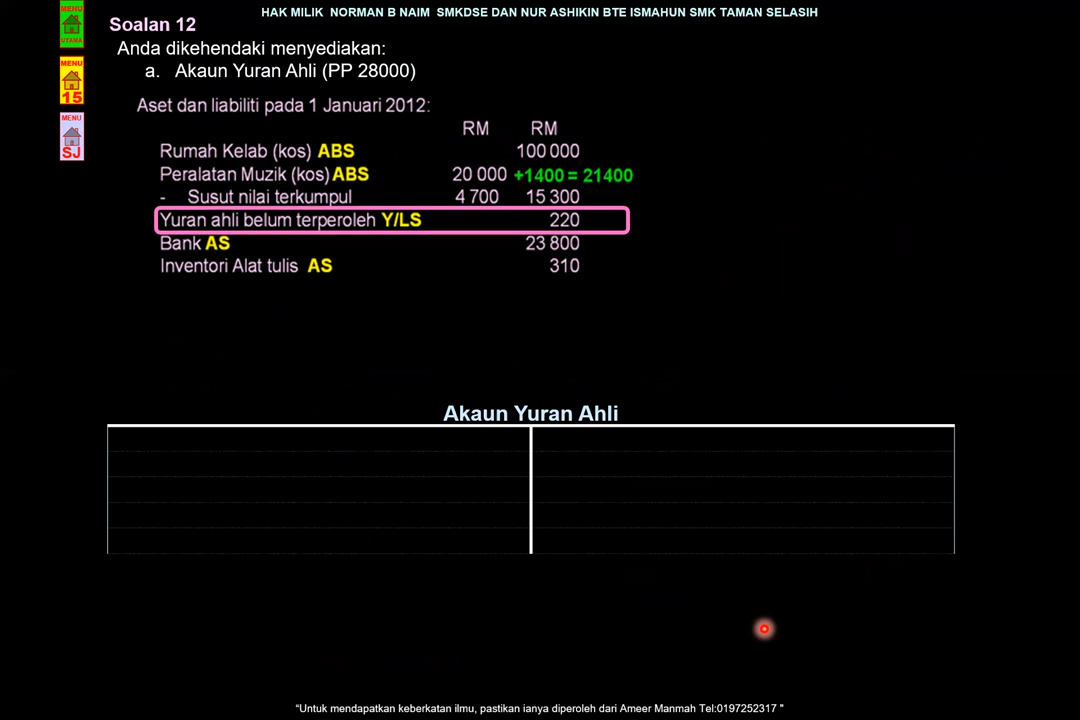 HAK MILIK NORMAN B NAIM SMKDSE DAN NUR ASHIKIN BTE ISMAHUN SMK TAMAN SELASIH
MENU
UTAMA
MENU
15
MENU
SJ
Soalan 12
Anda dikehendaki menyediakan:
a. Akaun Yuran Ahli (PP 28000)
Aset dan liabiliti pada 1 Januari 2012:
RM RM
Rumah Kelab (kos) ABS 100 000
Peralatan Muzik (kos) ABS 20 000 +1400 = 21400
- Susut nilai terkumpul 4 700 15 300
Yuran ahli belum terperoleh Y/LS 220
Bank AS 23 800
Inventori Alat tulis AS 310
Akaun Yuran Ahli
"Untuk mendapatkan keberkatan ilmu, pastikan ianya diperoleh dari Ameer Manmah Tel:0197252317 "